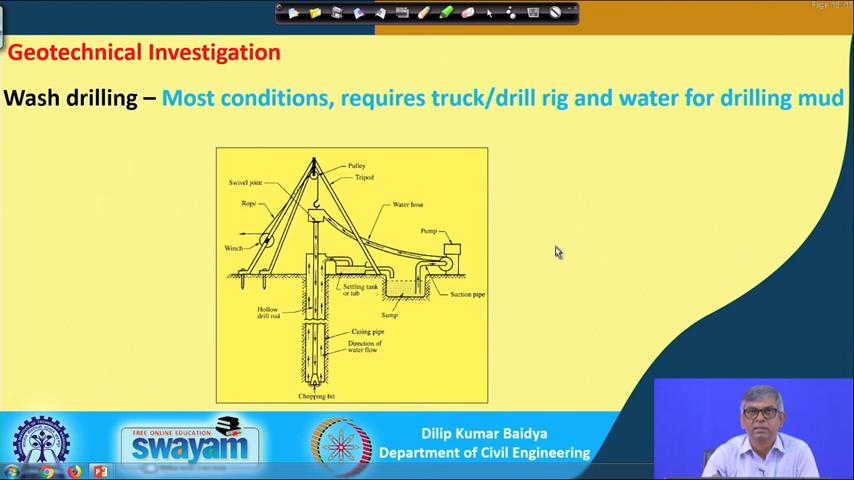 Page: 10
Geotechnical Investigation
Wash drilling – Most conditions, requires truck/drill rig and water for drilling mud
Pulley
Swivel joint
Tripod
Rope
Water hose
Pump
Winch
Settling tank
or tub
Suction pipe
Hollow
drill rod
Sump
Casing pipe
Direction of
water flow
Chopping bit
FREE ONLINE EDUCATION
swayam
Dilip Kumar Baidya
Department of Civil Engineering